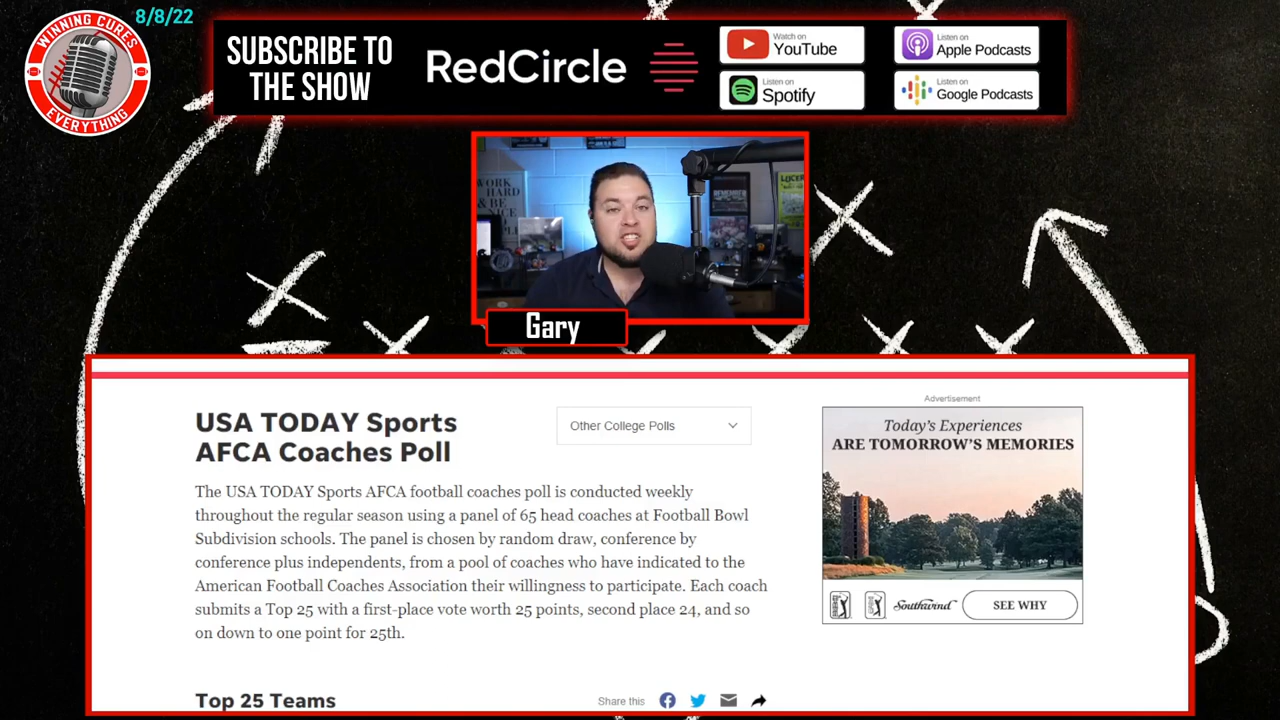 8/8/22
WINNING CURES
EVERYTHING
SUBSCRIBE TO
THE SHOW
RedCircle
Watch on
YouTube
Listen on
Spotify
Listen on
Apple Podcasts
Listen on
Google Podcasts
WORK
HARD
& BE
NICE
Gary
USA TODAY Sports
AFCA Coaches Poll
Other College Polls
The USA TODAY Sports AFCA football coaches poll is conducted weekly
throughout the regular season using a panel of 65 head coaches at Football Bowl
Subdivision schools. The panel is chosen by random draw, conference by
conference plus independents, from a pool of coaches who have indicated to the
American Football Coaches Association their willingness to participate. Each coach
submits a Top 25 with a first-place vote worth 25 points, second place 24, and so
on down to one point for 25th.
Advertisement
Today's Experiences
ARE TOMORROW'S MEMORIES
Southwind
SEE WHY
Top 25 Teams
Share this